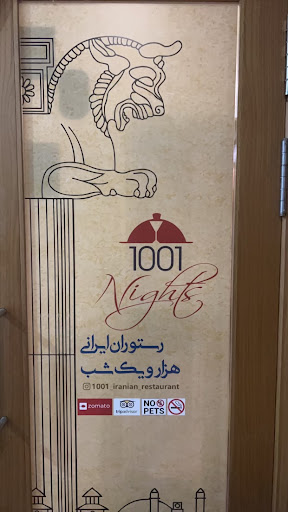 1001
Nights
رستوران ایرانی
هزار و یک شب
1001_iranian_restaurant
zomato
tripadvisor
NO
PETS